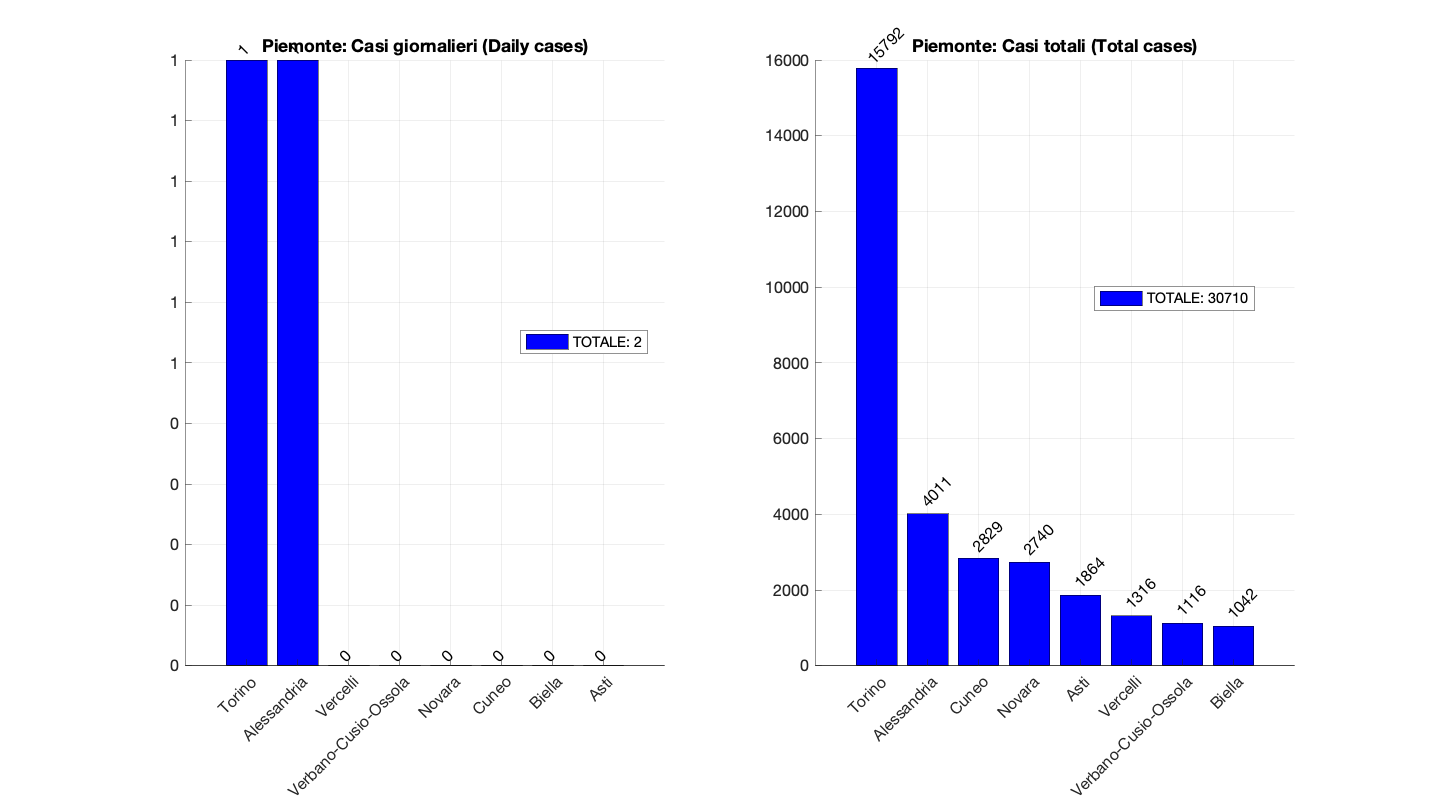 Piemonte: Casi giornalieri (Daily cases)
1
1
1
1
1
1
1
1
0
0
0
0
0
0
0
0
0
0
0
TOTALE: 2
Torino
Alessandria
Vercelli
Verbano-Cusio-Ossola
Novara
Cuneo
Biella
Asti
Piemonte: Casi totali (Total cases)
16000
14000
12000
10000
8000
6000
4000
2000
0
15792
4011
2829
2740
1864
1316
1116
1042
TOTALE: 30710
Torino
Alessandria
Cuneo
Novara
Asti
Vercelli
Verbano-Cusio-Ossola
Biella